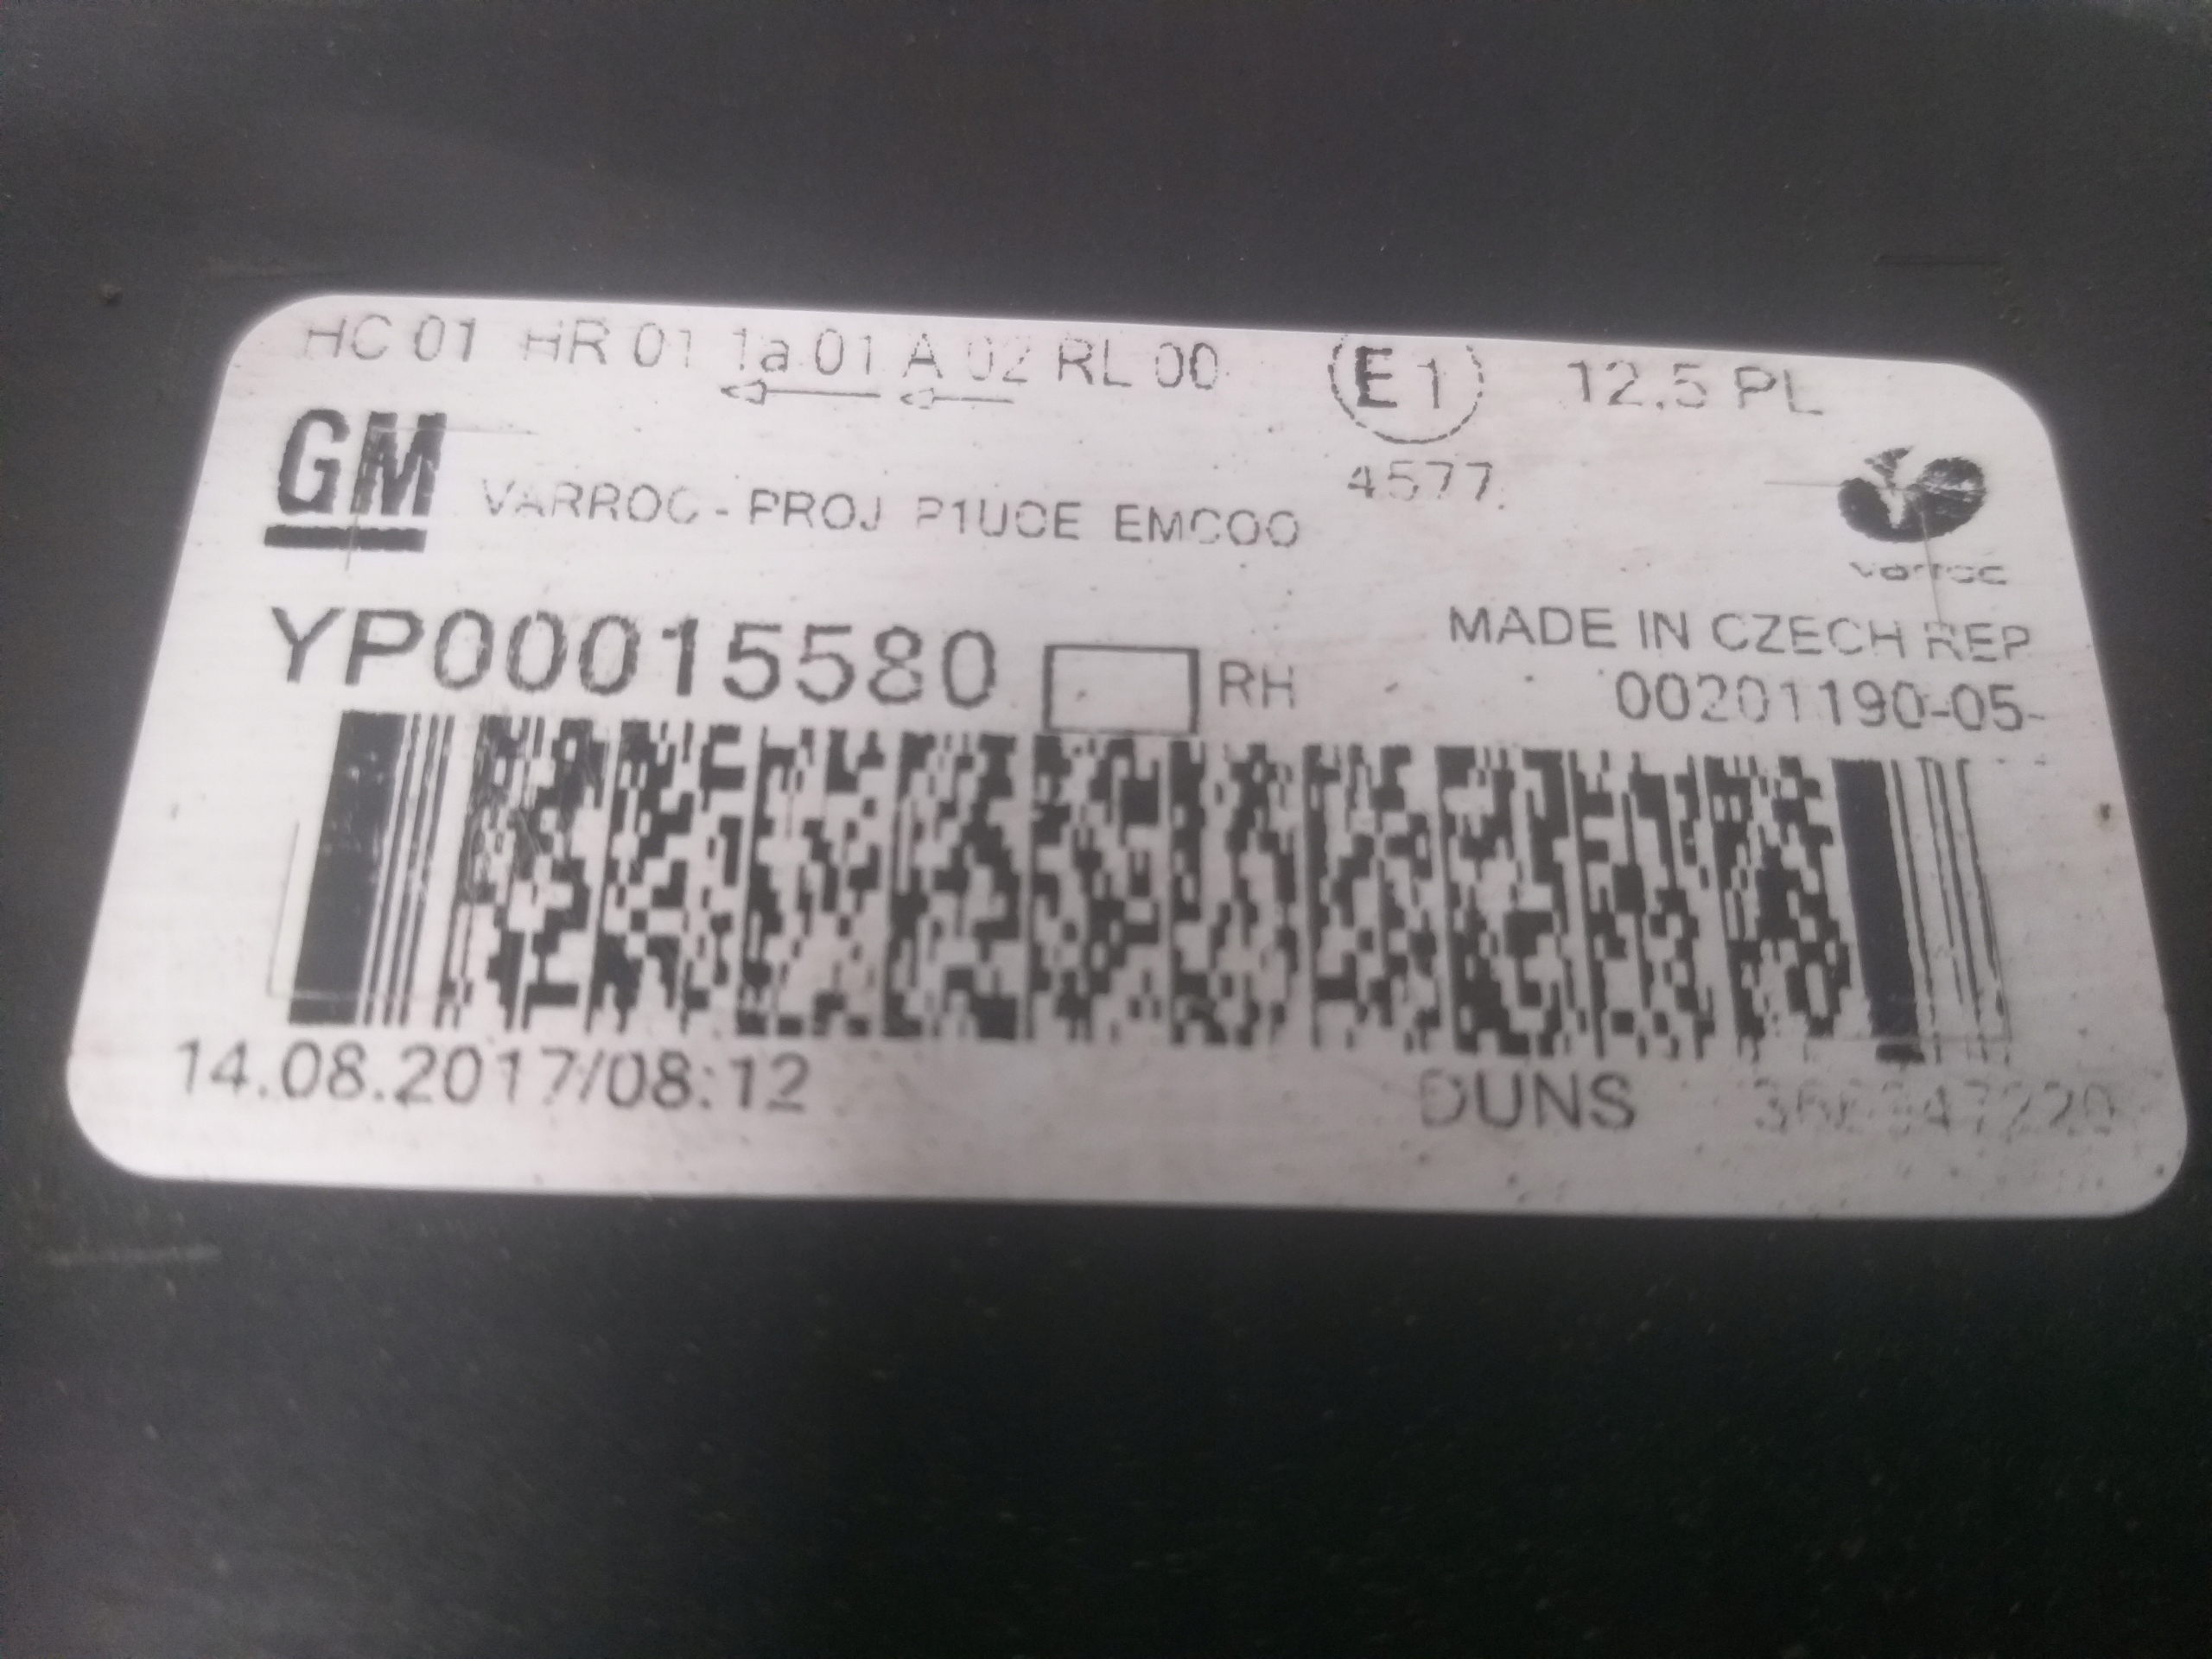 HC 01 HR 01 1a 01 A 02 RL 00 E1 12.5 PL
4577
GM VARROC - PROJ P1UCE EMC00
varroc
YP00015580 RH
MADE IN CZECH REP
00201190-05-
14.08.2017/08:12 DUNS